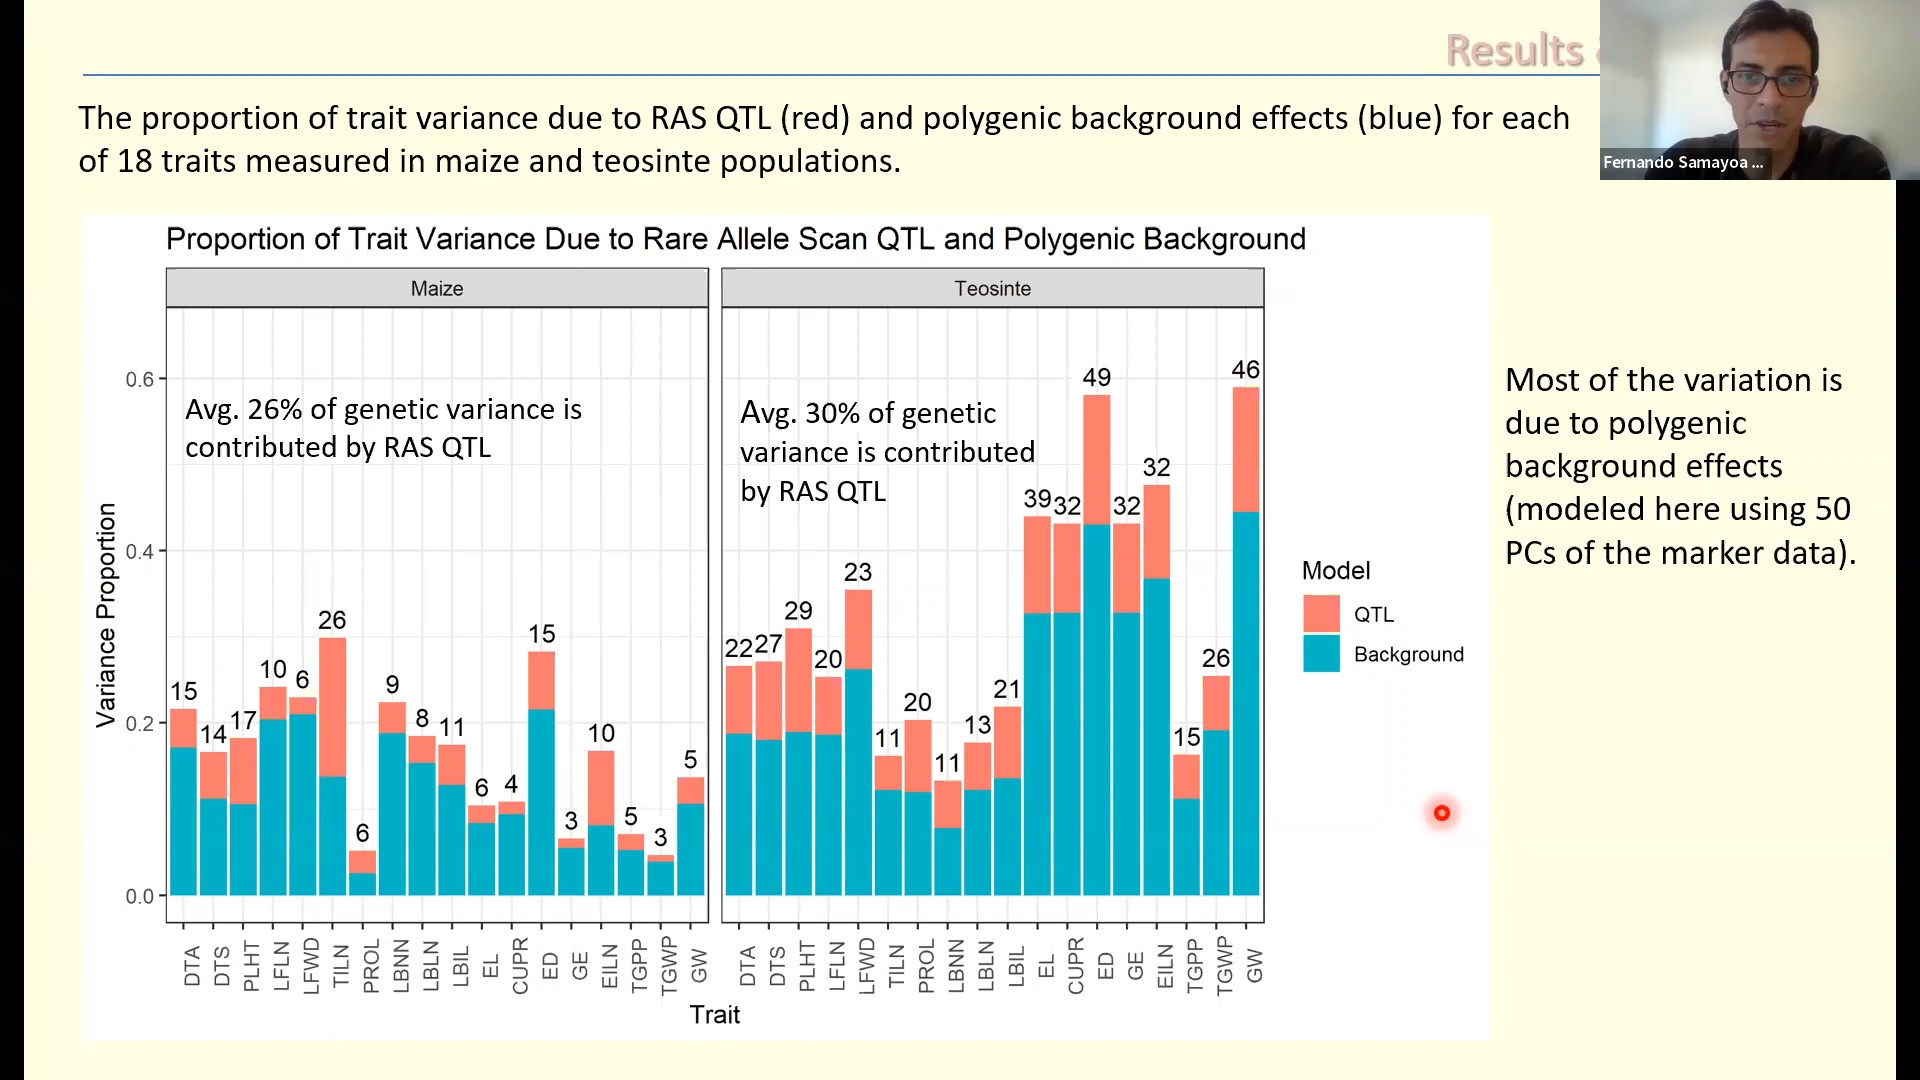 Results
The proportion of trait variance due to RAS QTL (red) and polygenic background effects (blue) for each
of 18 traits measured in maize and teosinte populations.
Fernando Samayoa ...
Proportion of Trait Variance Due to Rare Allele Scan QTL and Polygenic Background
Maize
Teosinte
Avg. 26% of genetic variance is
contributed by RAS QTL
Avg. 30% of genetic
variance is contributed
by RAS QTL
Most of the variation is
due to polygenic
background effects
(modeled here using 50
PCs of the marker data).
Variance Proportion
0.6
0.4
0.2
0.0
15 14 17 10 6 26 6 9 8 11 6 4 15 3 10 5 3 5
22 27 29 20 23 11 20 11 13 21 39 32 49 32 32 15 26 46
Model
QTL
Background
DTA DTS PLHT LFLN LFWD TILN PROL LBNN LBLN LBIL EL CUPR ED GE EILN TGPP TGWP GW
DTA DTS PLHT LFLN LFWD TILN PROL LBNN LBLN LBIL EL CUPR ED GE EILN TGPP TGWP GW
Trait